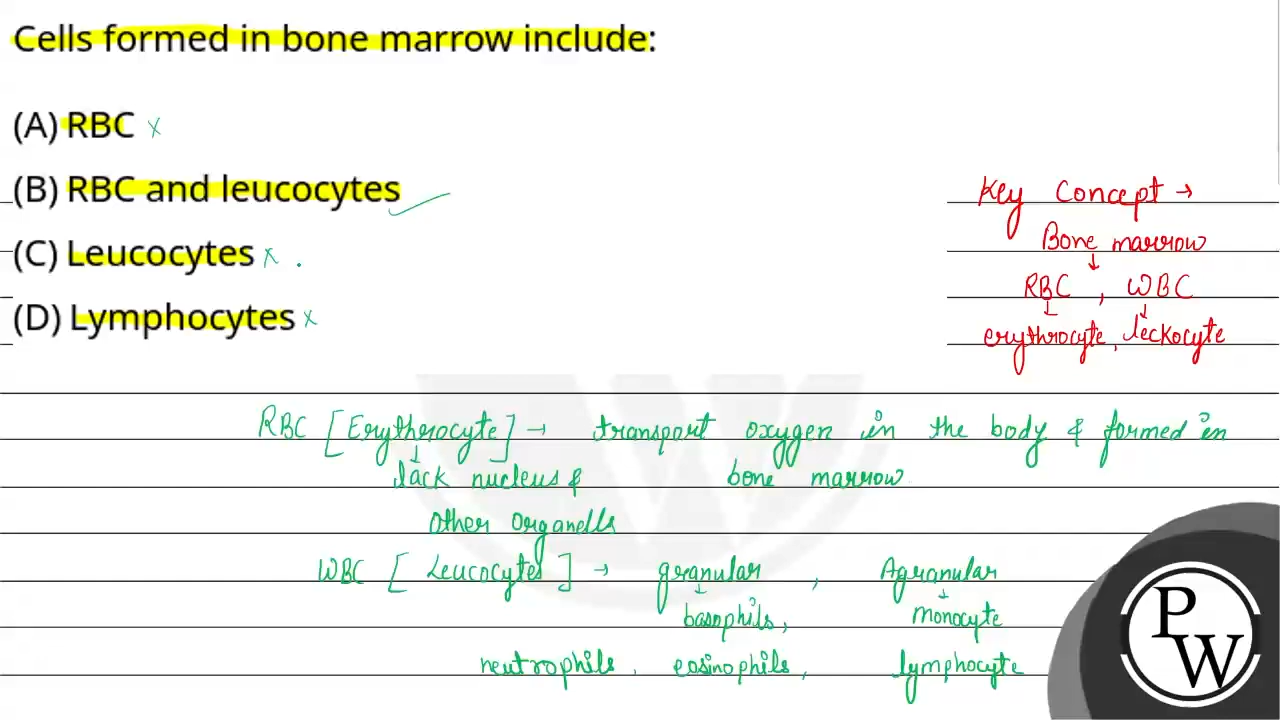 Cells formed in bone marrow include:
(A) RBC x
(B) RBC and leucocytes
(C) Leucocytes x .
(D) Lymphocytes x
Key Concept →
Bone marrow
↓
RBC , WBC
↓ ↓
erythrocyte, leckocyte
RBC [Erythrocyte] → transport oxygen in the body & formed in
↓
lack nucleus & bone marrow
other organells
WBC [ Leucocytes ] → granular , Agranular
↓ ↓
basophils, monocyte
neutrophils, eosinophils, lymphocyte
P
W